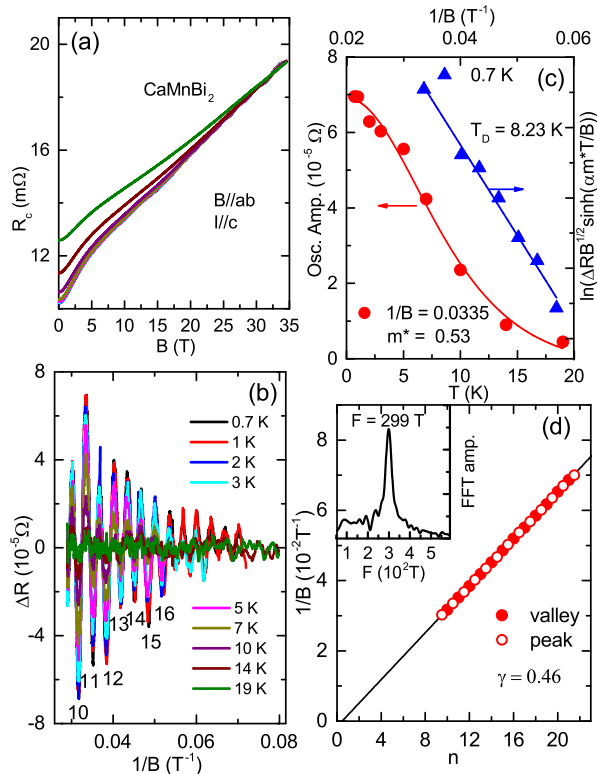 (a)
CaMnBi2
B//ab
I//c
R_c (mΩ)
20
16
12
0 5 10 15 20 25 30 35
B (T)
1/B (T^-1)
0.02 0.04 0.06
(c)
0.7 K
T_D = 8.23 K
Osc. Amp. (10^-5 Ω)
ln(ΔRB^1/2 sinh(αm*T/B))
6
4
2
0
1/B = 0.0335
m* = 0.53
0 5 10 15 20
T (K)
(b)
0.7 K
1 K
2 K
3 K
5 K
7 K
10 K
14 K
19 K
ΔR (10^-5 Ω)
8
4
0
-4
-8
10 11 12 13 14 15 16
0.04 0.06 0.08
1/B (T^-1)
(d)
F = 299 T
FFT amp.
1 2 3 4 5
F (10^2T)
1/B (10^-2T^-1)
8
6
4
2
0
valley
peak
γ = 0.46
0 4 8 12 16 20
n